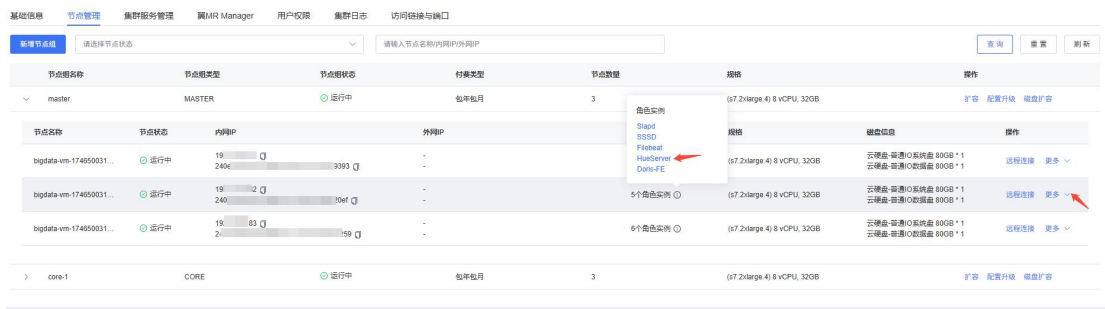 基础信息 节点管理 集群服务管理 翼MR Manager 用户权限 集群日志 访问链接与端口
新增节点组 请选择节点状态 请输入节点名称/内网IP/外网IP 查询 重置 刷新
节点组名称 节点组类型 节点组状态 付费类型 节点数量 规格 操作
master MASTER 运行中 包年包月 3 (s7.2xlarge.4) 8 vCPU, 32GB 扩容 配置升级 磁盘扩容
角色实例
Slapd
SSSD
Filebeat
HueServer
Doris-FE
节点名称 节点状态 内网IP 外网IP 规格 磁盘信息 操作
bigdata-vm-174650031... 运行中 19 - (s7.2xlarge.4) 8 vCPU, 32GB 云硬盘-普通IO系统盘 80GB * 1 远程连接 更多
240e 9393 - 云硬盘-普通IO数据盘 80GB * 1
bigdata-vm-174650031... 运行中 19 2 - 5个角色实例 (s7.2xlarge.4) 8 vCPU, 32GB 云硬盘-普通IO系统盘 80GB * 1 远程连接 更多
240 20ef - 云硬盘-普通IO数据盘 80GB * 1
bigdata-vm-174650031... 运行中 19 83 - 6个角色实例 (s7.2xlarge.4) 8 vCPU, 32GB 云硬盘-普通IO系统盘 80GB * 1 远程连接 更多
2 259 - 云硬盘-普通IO数据盘 80GB * 1
core-1 CORE 运行中 包年包月 3 (s7.2xlarge.4) 8 vCPU, 32GB 扩容 配置升级 磁盘扩容